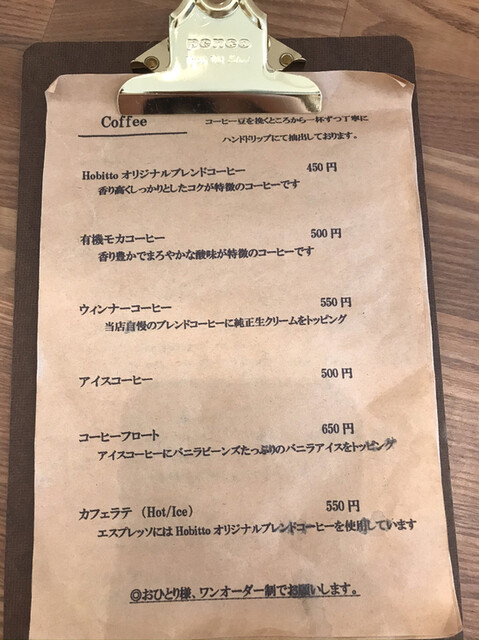 BONGO
Coffee
コーヒー豆を挽くところから一杯ずつ丁寧に
ハンドドリップにて抽出しております。
Hobitto オリジナルブレンドコーヒー 450 円
香り高くしっかりとしたコクが特徴のコーヒーです
有機モカコーヒー 500 円
香り豊かでまろやかな酸味が特徴のコーヒーです
ウィンナーコーヒー 550 円
当店自慢のブレンドコーヒーに純正生クリームをトッピング
アイスコーヒー 500 円
コーヒーフロート 650 円
アイスコーヒーにバニラビーンズたっぷりのバニラアイスをトッピング
カフェラテ (Hot/Ice) 550 円
エスプレッソには Hobitto オリジナルブレンドコーヒーを使用しています
◎おひとり様、ワンオーダー制でお願いします。